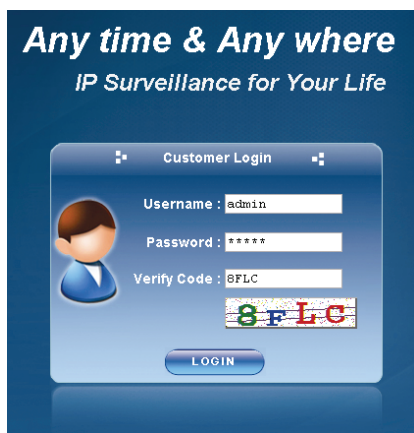 Any time & Any where
IP Surveillance for Your Life
Customer Login
Username : admin
Password : *****
Verify Code : 8FLC
8FLC
LOGIN